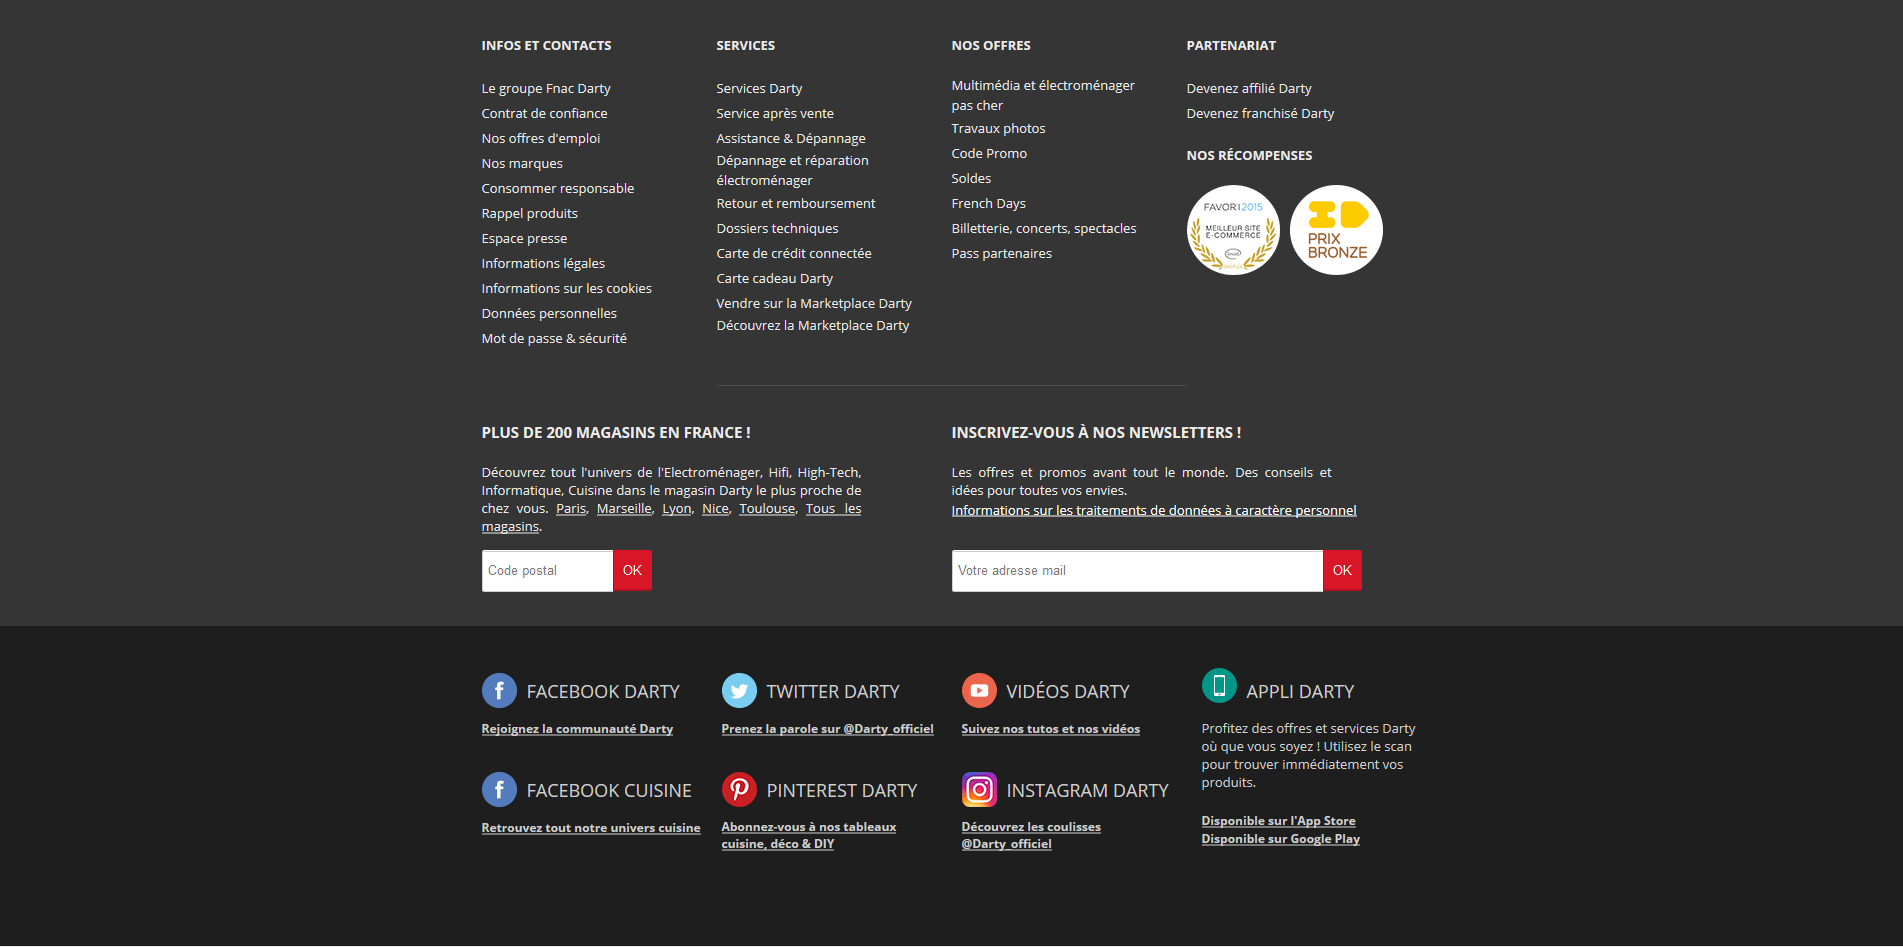 INFOS ET CONTACTS
Le groupe Fnac Darty
Contrat de confiance
Nos offres d'emploi
Nos marques
Consommer responsable
Rappel produits
Espace presse
Informations légales
Informations sur les cookies
Données personnelles
Mot de passe & sécurité
SERVICES
Services Darty
Service après vente
Assistance & Dépannage
Dépannage et réparation
électroménager
Retour et remboursement
Dossiers techniques
Carte de crédit connectée
Carte cadeau Darty
Vendre sur la Marketplace Darty
Découvrez la Marketplace Darty
NOS OFFRES
Multimédia et électroménager
pas cher
Travaux photos
Code Promo
Soldes
French Days
Billetterie, concerts, spectacles
Pass partenaires
PARTENARIAT
Devenez affilié Darty
Devenez franchisé Darty
NOS RÉCOMPENSES
FAVOR'I 2015
MEILLEUR SITE
E-COMMERCE
PRIX
BRONZE
PLUS DE 200 MAGASINS EN FRANCE !
Découvrez tout l'univers de l'Electroménager, Hifi, High-Tech,
Informatique, Cuisine dans le magasin Darty le plus proche de
chez vous. Paris, Marseille, Lyon, Nice, Toulouse, Tous les
magasins.
Code postal
OK
INSCRIVEZ-VOUS À NOS NEWSLETTERS !
Les offres et promos avant tout le monde. Des conseils et
idées pour toutes vos envies.
Informations sur les traitements de données à caractère personnel
Votre adresse mail
OK
FACEBOOK DARTY
Rejoignez la communauté Darty
TWITTER DARTY
Prenez la parole sur @Darty_officiel
VIDÉOS DARTY
Suivez nos tutos et nos vidéos
APPLI DARTY
Profitez des offres et services Darty
où que vous soyez ! Utilisez le scan
pour trouver immédiatement vos
produits.
Disponible sur l'App Store
Disponible sur Google Play
FACEBOOK CUISINE
Retrouvez tout notre univers cuisine
PINTEREST DARTY
Abonnez-vous à nos tableaux
cuisine, déco & DIY
INSTAGRAM DARTY
Découvrez les coulisses
@Darty_officiel